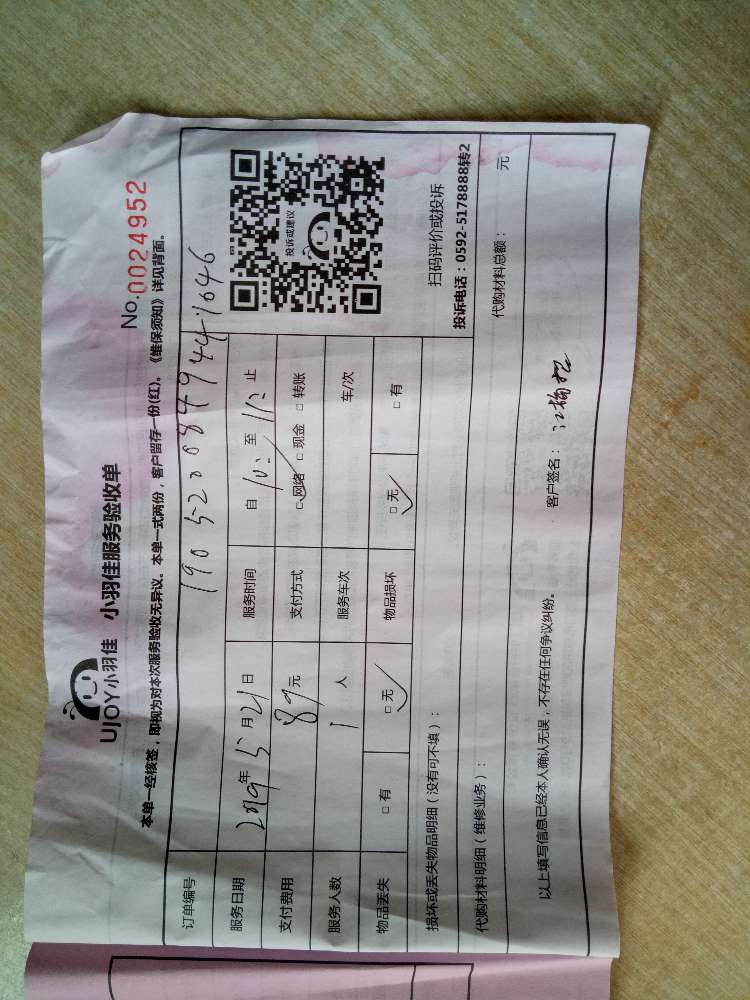 UJOY小羽佳 小羽佳服务验收单
No.0024952
本单一经核签，即视为对本次服务验收无异议。本单一式两份，客户留存一份(红)。《维保须知》详见背面。
订单编号 1905200849441646
服务日期 2019年5月21日 服务时间 自 10: 至 12: 止
支付费用 89元 支付方式 □网络 □现金 □转账
服务人数 1 人 服务车次 车/次
物品丢失 □有 □无 物品损坏 □无 □有
投诉或建议
扫码评价或投诉
投诉电话：0592-5178888转2
损坏或丢失物品明细（没有可不填）：
代购材料明细（维修业务）： 代购材料总额： 元
以上填写信息已经本人确认无误，不存在任何争议纠纷。 客户签名：